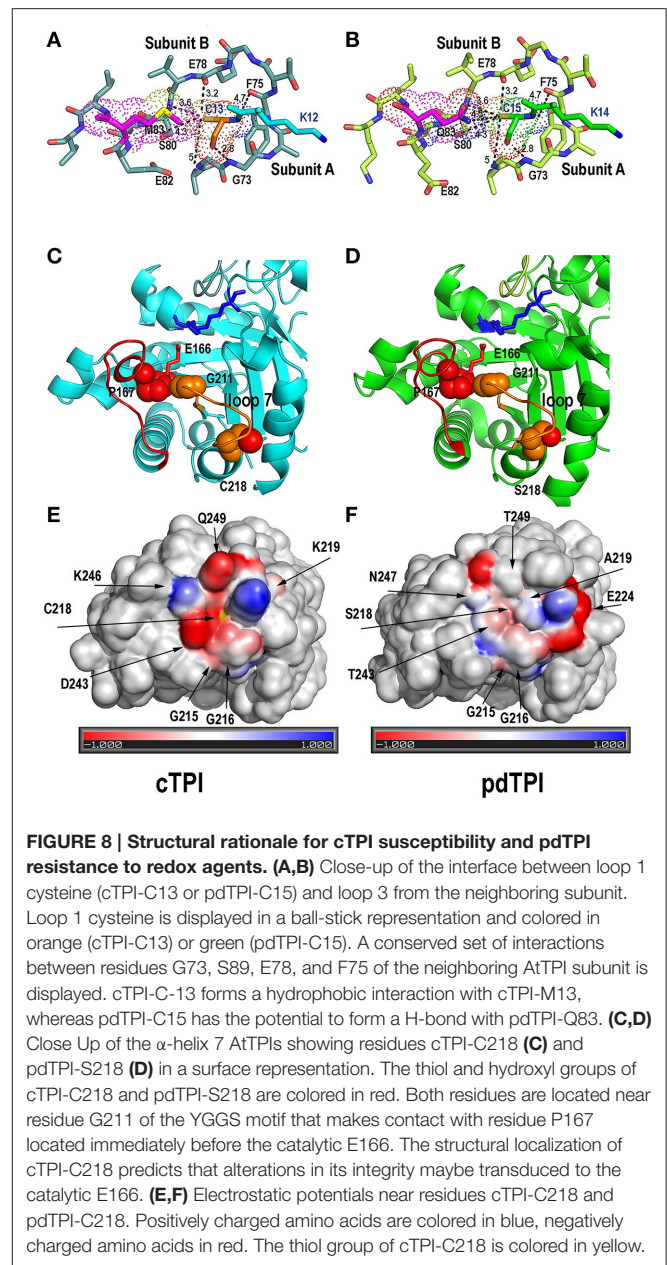 A
B
Subunit B
E78
F75
3.2
4.7
3.6
C13
K12
M83
4.3
S80
2.8
5
G73
E82
Subunit A
Subunit B
E78
F75
3.2
4.7
3.6
C15
K14
Q83
4.3
S80
2.8
5
G73
E82
Subunit A
C
D
E166
G211
P167
loop 7
C218
E166
G211
P167
loop 7
S218
E
F
Q249
K246
K219
C218
D243
G215
G216
T249
A219
N247
E224
S218
T243
G215
G216
-1.000
1.000
-1.000
1.000
cTPI
pdTPI
FIGURE 8 | Structural rationale for cTPI susceptibility and pdTPI
resistance to redox agents. (A,B) Close-up of the interface between loop 1
cysteine (cTPI-C13 or pdTPI-C15) and loop 3 from the neighboring subunit.
Loop 1 cysteine is displayed in a ball-stick representation and colored in
orange (cTPI-C13) or green (pdTPI-C15). A conserved set of interactions
between residues G73, S89, E78, and F75 of the neighboring AtTPI subunit is
displayed. cTPI-C-13 forms a hydrophobic interaction with cTPI-M13,
whereas pdTPI-C15 has the potential to form a H-bond with pdTPI-Q83. (C,D)
Close Up of the α-helix 7 AtTPIs showing residues cTPI-C218 (C) and
pdTPI-S218 (D) in a surface representation. The thiol and hydroxyl groups of
cTPI-C218 and pdTPI-S218 are colored in red. Both residues are located near
residue G211 of the YGGS motif that makes contact with residue P167
located immediately before the catalytic E166. The structural localization of
cTPI-C218 predicts that alterations in its integrity maybe transduced to the
catalytic E166. (E,F) Electrostatic potentials near residues cTPI-C218 and
pdTPI-C218. Positively charged amino acids are colored in blue, negatively
charged amino acids in red. The thiol group of cTPI-C218 is colored in yellow.